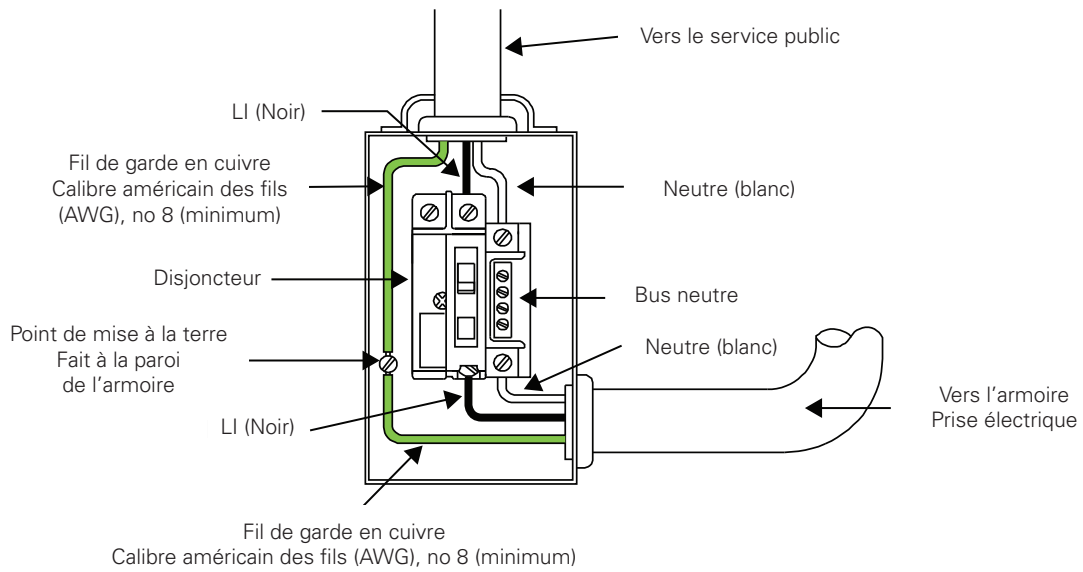 Vers le service public
LI (Noir)
Fil de garde en cuivre
Calibre américain des fils
(AWG), no 8 (minimum)
Neutre (blanc)
Disjoncteur
Bus neutre
Point de mise à la terre
Fait à la paroi
de l’armoire
Neutre (blanc)
Vers l’armoire
Prise électrique
LI (Noir)
Fil de garde en cuivre
Calibre américain des fils (AWG), no 8 (minimum)